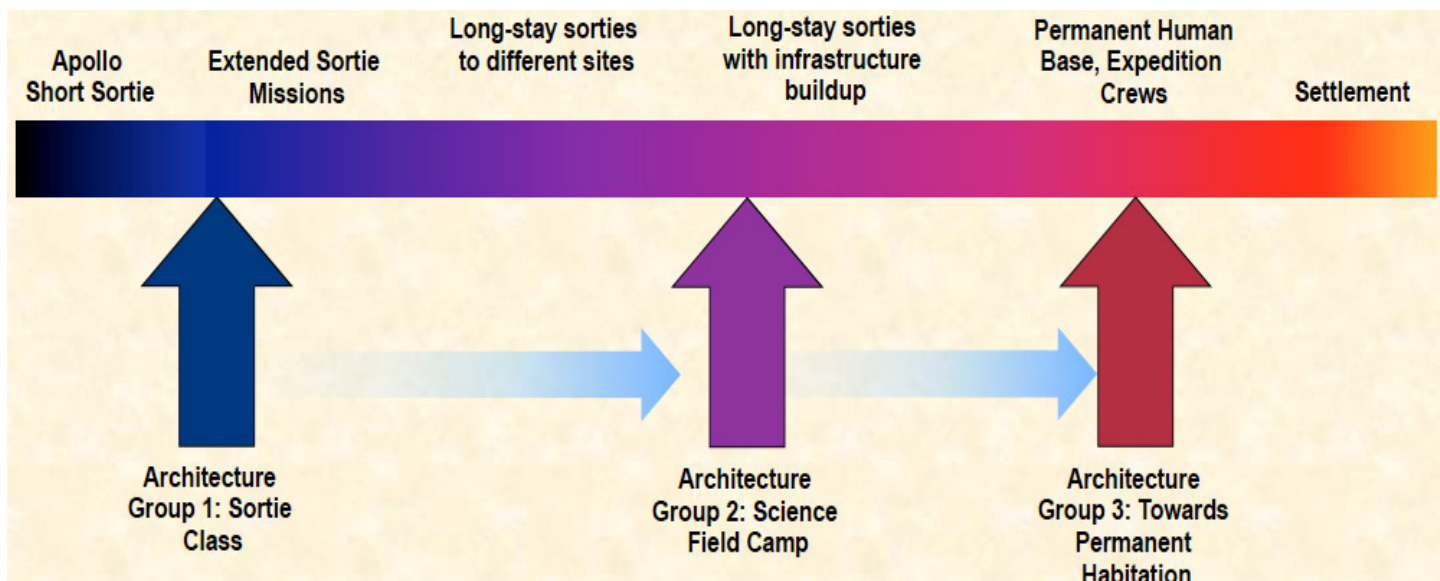 Apollo
Short Sortie
Extended Sortie
Missions
Long-stay sorties
to different sites
Long-stay sorties
with infrastructure
buildup
Permanent Human
Base, Expedition
Crews
Settlement
Architecture
Group 1: Sortie
Class
Architecture
Group 2: Science
Field Camp
Architecture
Group 3: Towards
Permanent
Habitation